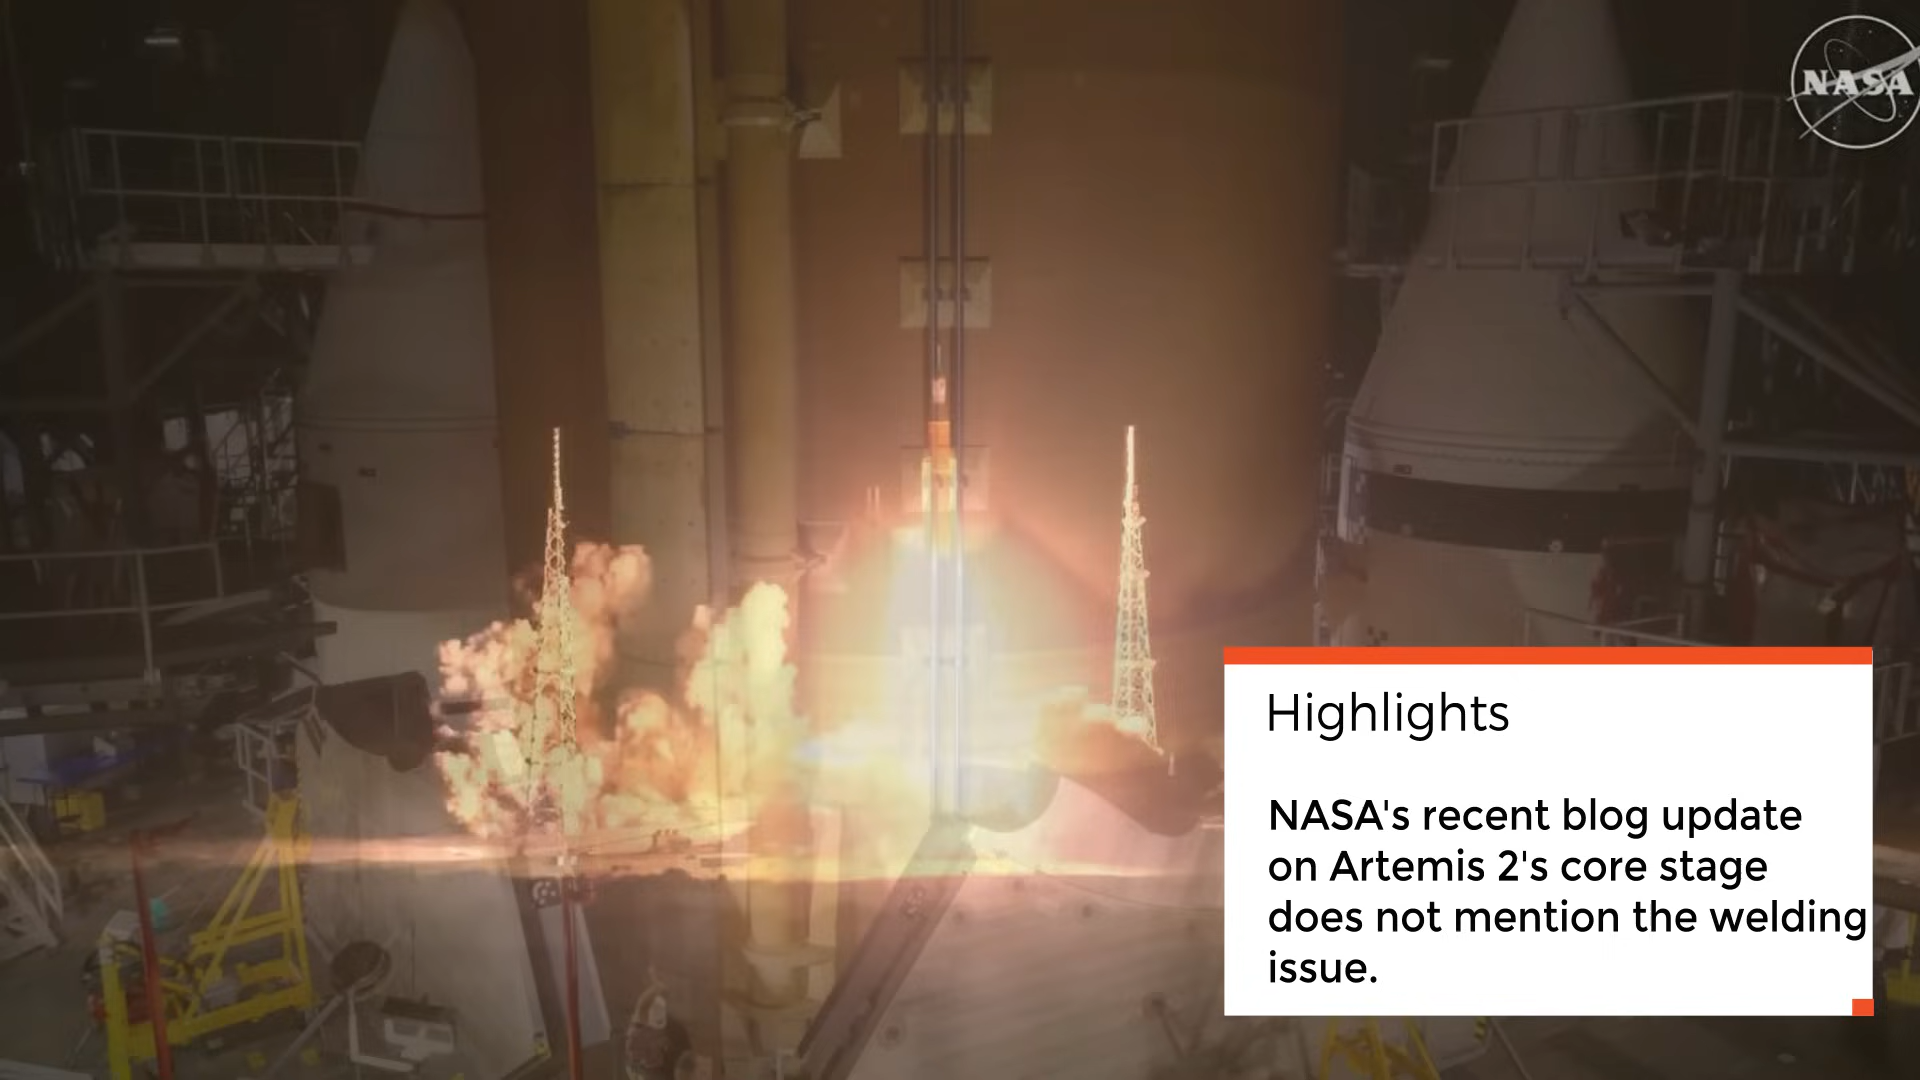 NASA
Highlights
NASA's recent blog update
on Artemis 2's core stage
does not mention the welding
issue.